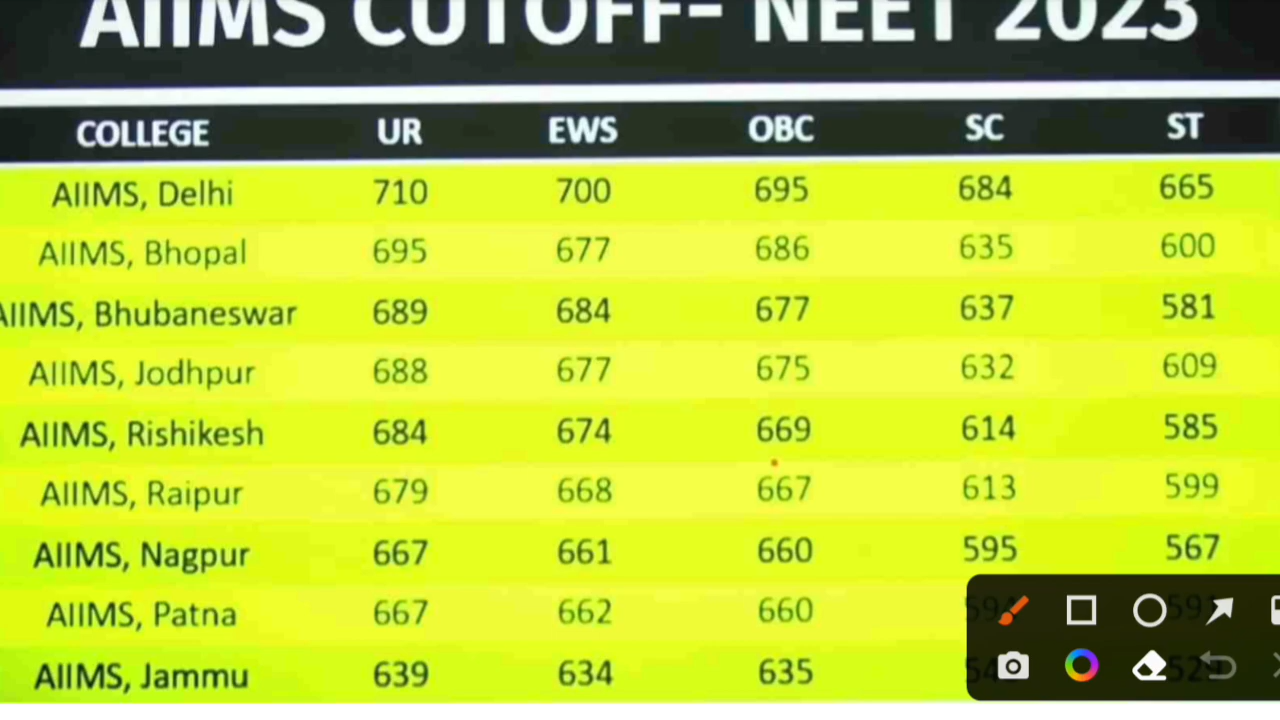 AIIMS CUTOFF- NEET 2023
COLLEGE UR EWS OBC SC ST
AIIMS, Delhi 710 700 695 684 665
AIIMS, Bhopal 695 677 686 635 600
AIIMS, Bhubaneswar 689 684 677 637 581
AIIMS, Jodhpur 688 677 675 632 609
AIIMS, Rishikesh 684 674 669 614 585
AIIMS, Raipur 679 668 667 613 599
AIIMS, Nagpur 667 661 660 595 567
AIIMS, Patna 667 662 660
AIIMS, Jammu 639 634 635